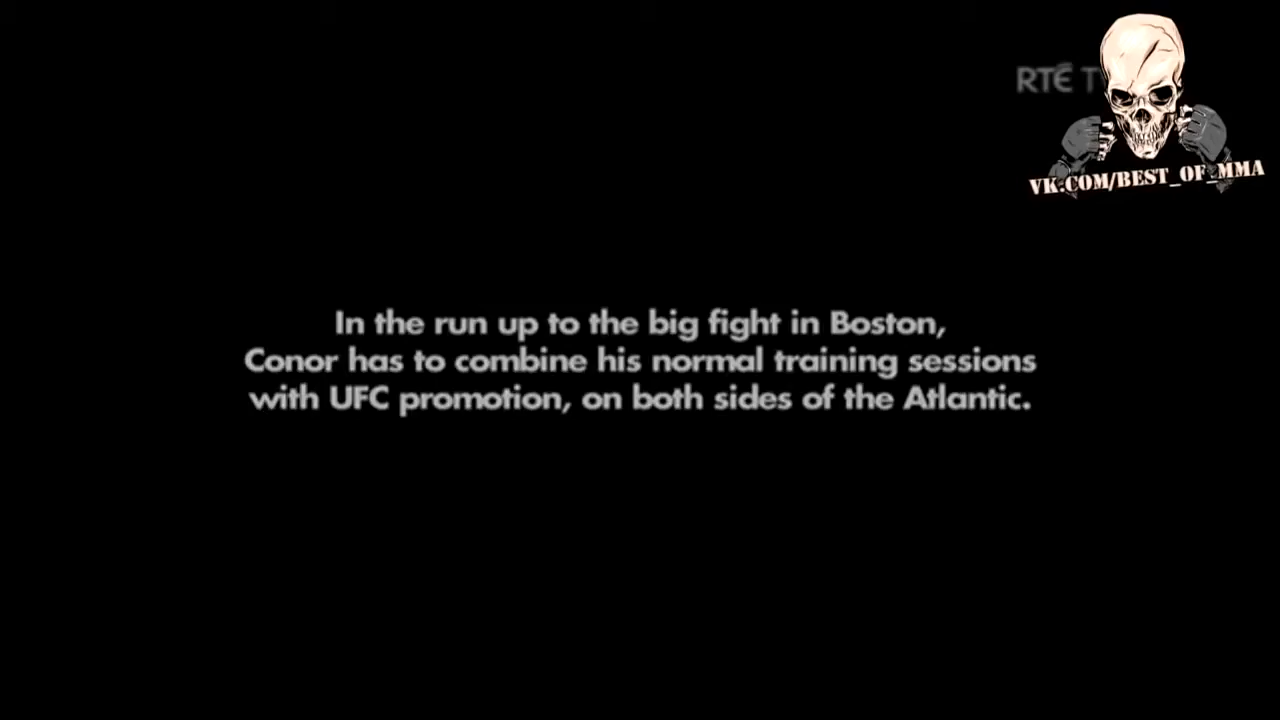 RTÉ T
VK.COM/BEST_OF_MMA
In the run up to the big fight in Boston,
Conor has to combine his normal training sessions
with UFC promotion, on both sides of the Atlantic.